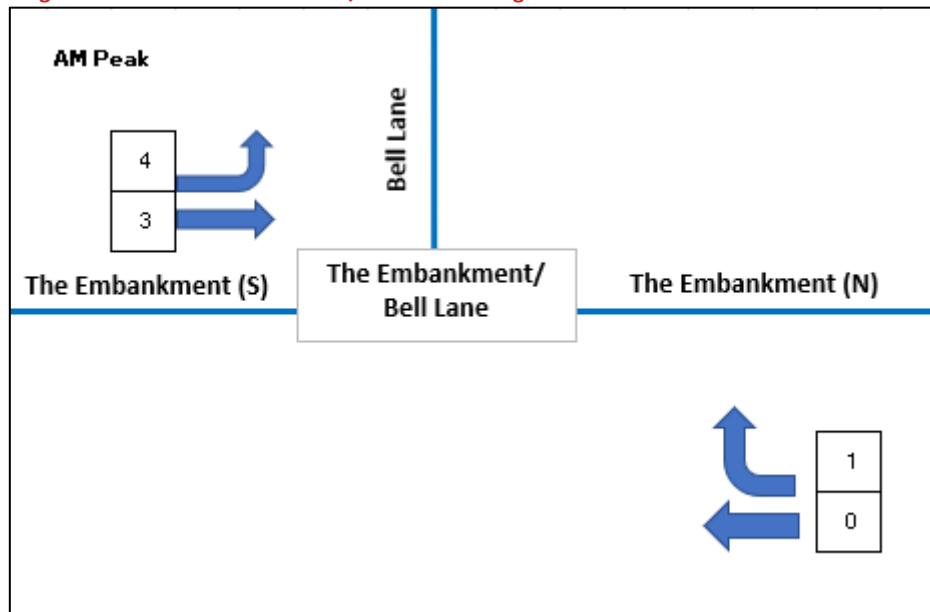 AM Peak
Bell Lane
4
3
The Embankment (S)
The Embankment/
Bell Lane
The Embankment (N)
1
0